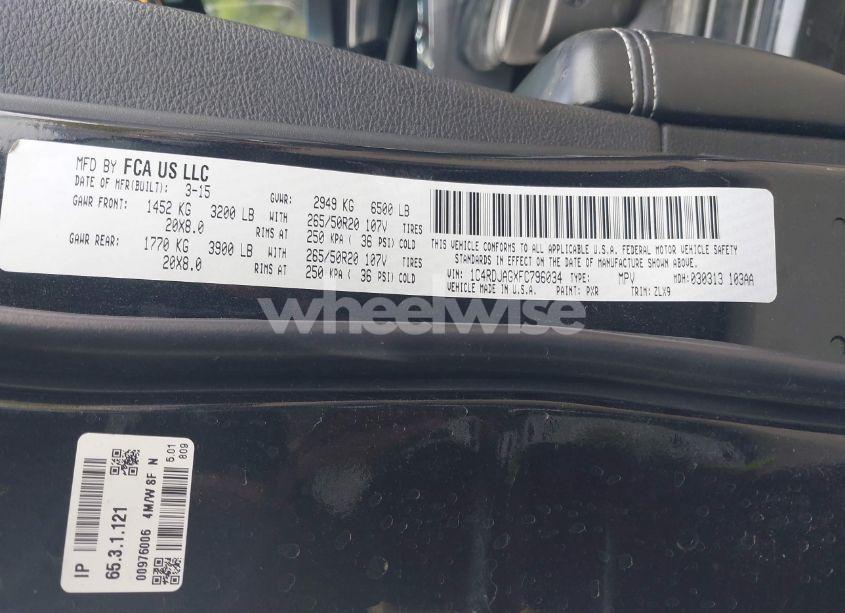 MFD BY FCA US LLC
DATE OF MFR(BUILT): 3-15 GVWR: 2949 KG 6500 LB
GAWR FRONT: 1452 KG 3200 LB WITH 265/50R20 107V TIRES
20X8.0 RIMS AT 250 KPA ( 36 PSI) COLD
GAWR REAR: 1770 KG 3900 LB WITH 265/50R20 107V TIRES
20X8.0 RIMS AT 250 KPA ( 36 PSI) COLD
THIS VEHICLE CONFORMS TO ALL APPLICABLE U.S.A. FEDERAL MOTOR VEHICLE SAFETY
STANDARDS IN EFFECT ON THE DATE OF MANUFACTURE SHOWN ABOVE.
VIN: 1C4RDJAGXFC796034 TYPE: MPV MDH: 030313 103AA
VEHICLE MADE IN U.S.A. PAINT: PXR TRIM: ZLX9
wheelwise
IP
65.3.1.121
00976006 4M/W 8F N
5.01
809